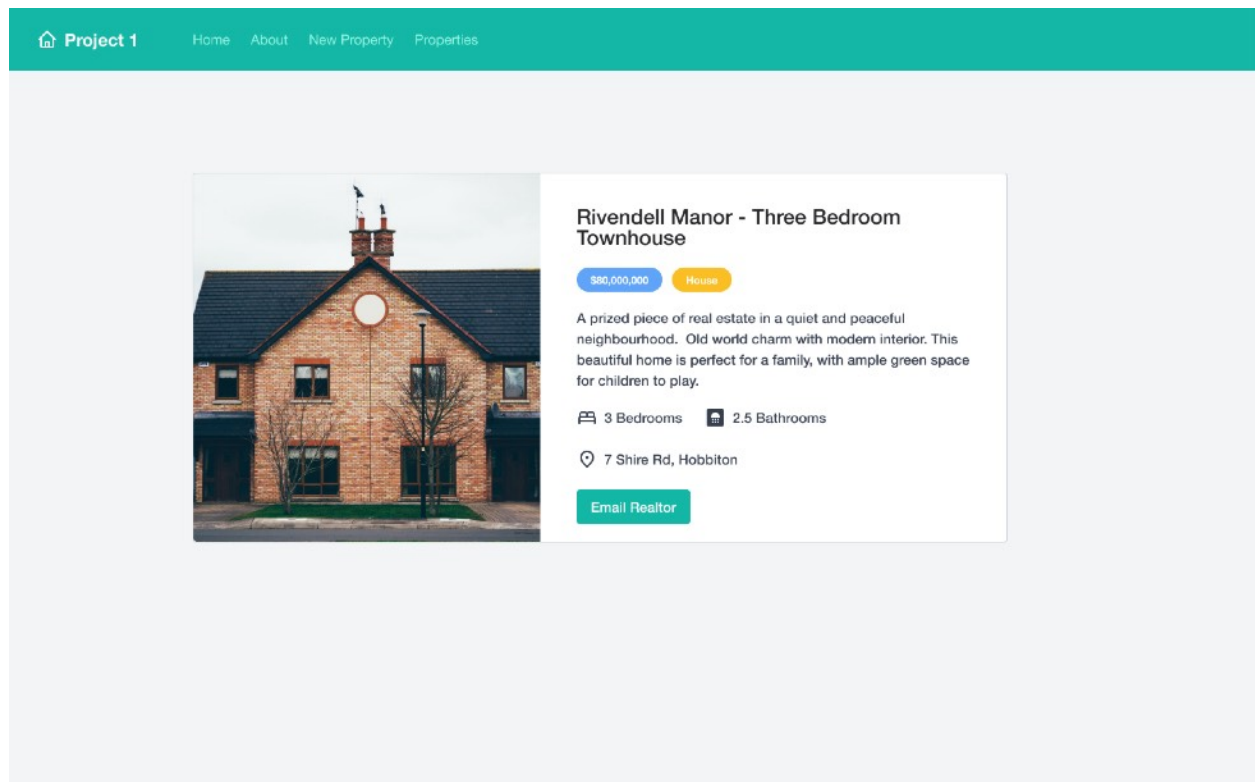 Project 1
Home About New Property Properties
Rivendell Manor - Three Bedroom
Townhouse
$80,000,000 House
A prized piece of real estate in a quiet and peaceful
neighbourhood.  Old world charm with modern interior. This
beautiful home is perfect for a family, with ample green space
for children to play.
3 Bedrooms 2.5 Bathrooms
7 Shire Rd, Hobbiton
Email Realtor